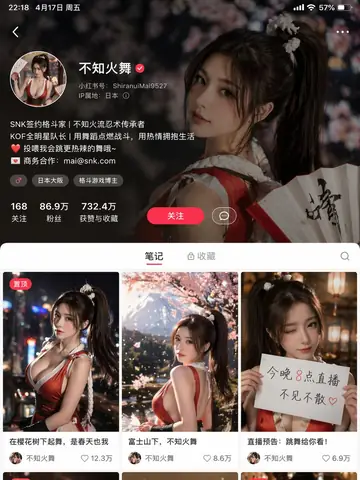 22:18 4月17日 周五
57%
不知火舞
小红书号: ShiranuiMai9527
IP属地: 日本
SNK签约格斗家 | 不知火流忍术传承者
KOF全明星队长 | 用舞蹈点燃战斗,用热情拥抱生活
投喂我会跳更热辣的舞哦~
商务合作: mai@snk.com
日本大阪
格斗游戏博主
168 86.9万 732.4万
关注 粉丝 获赞与收藏
关注
笔记 收藏
置顶
今晚8点直播
不见不散♡
在樱花树下起舞,是春天也我
不知火舞 12.3万
富士山下,不知火舞
不知火舞 8.6万
直播预告: 跳舞给你看!
不知火舞 6.9万